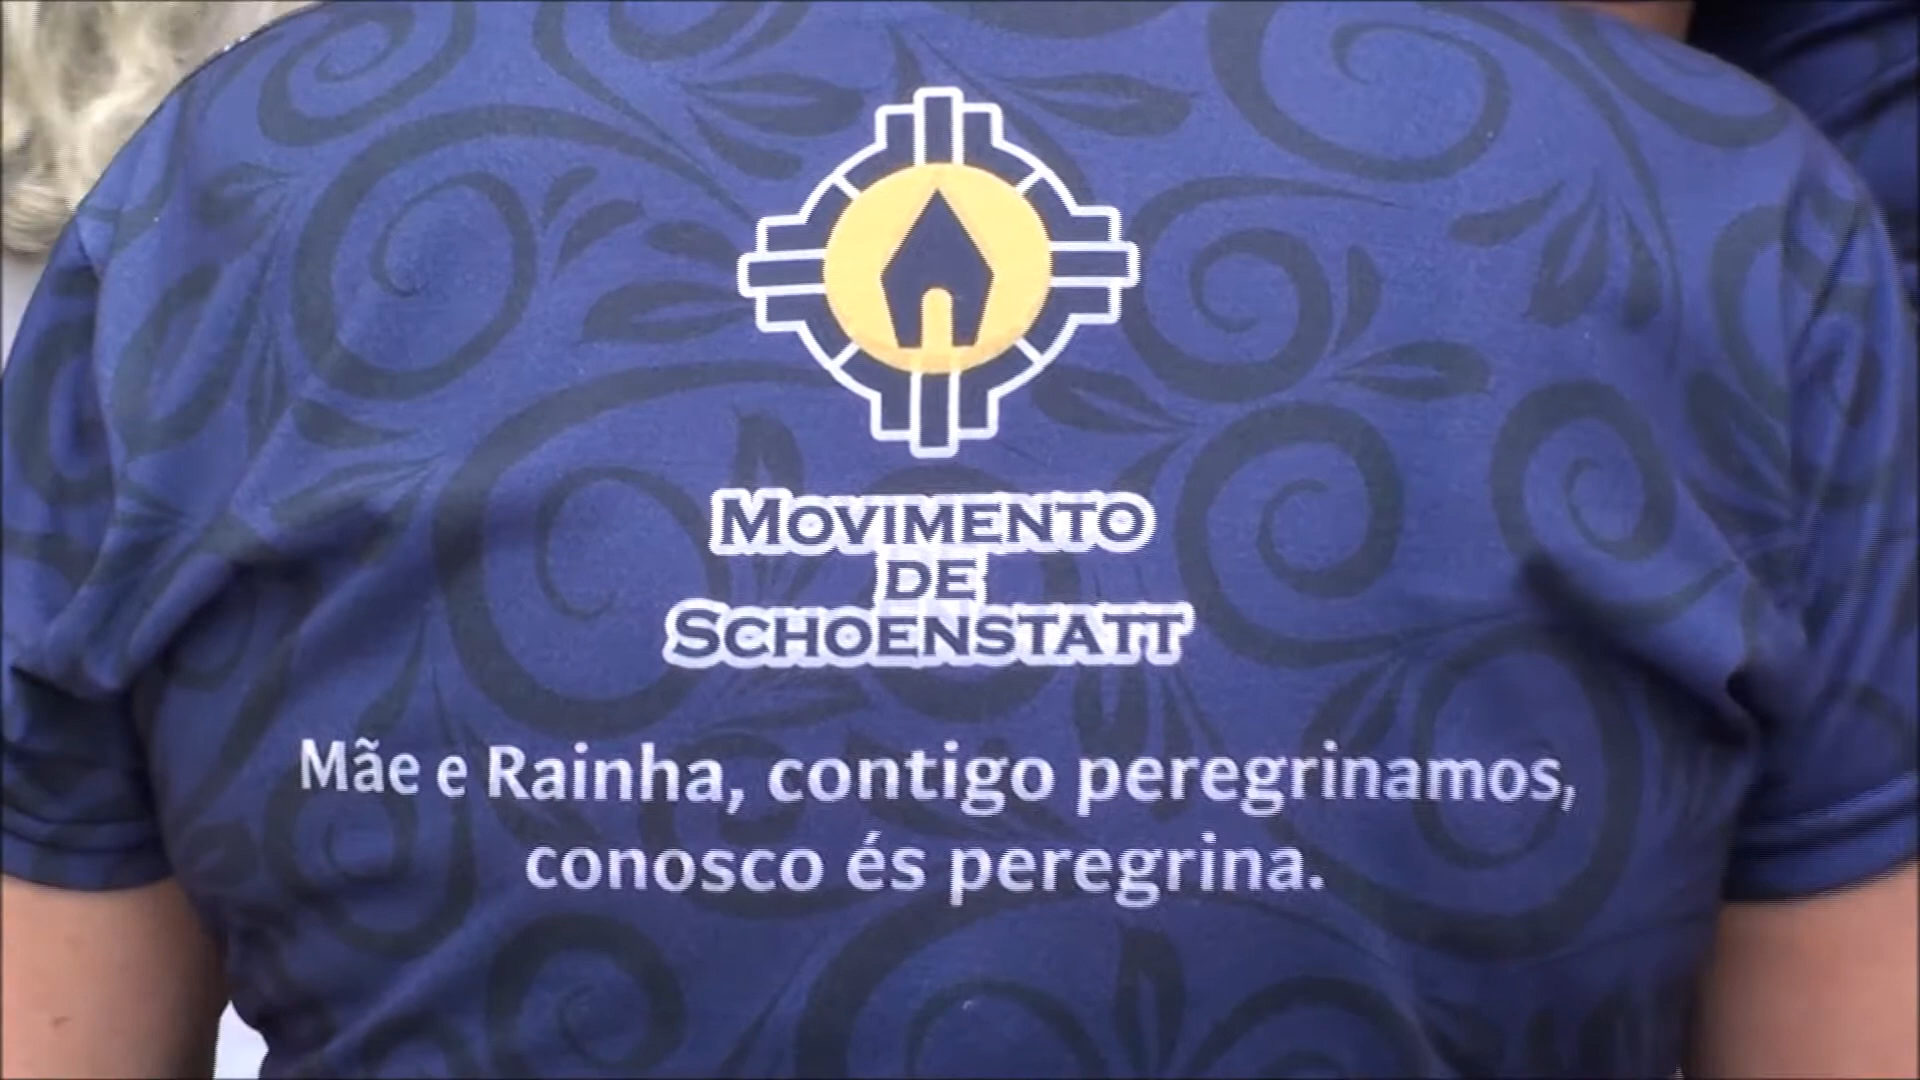 MOVIMENTO
DE
SCHOENSTATT
Mãe e Rainha, contigo peregrinamos,
conosco és peregrina.